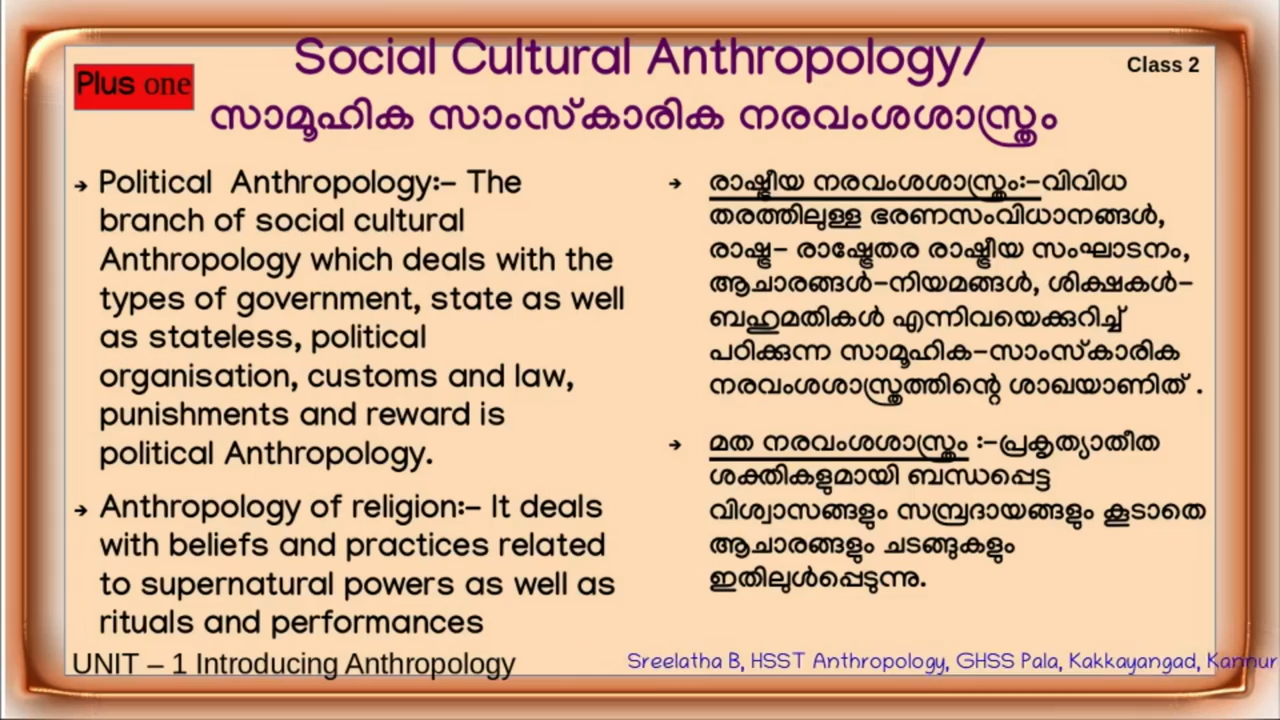 Social Cultural Anthropology/
Class 2
Plus one
സാമൂഹിക സാംസ്‌കാരിക നരവംശശാസ്ത്രം
→ Political Anthropology:– The
branch of social cultural
Anthropology which deals with the
types of government, state as well
as stateless, political
organisation, customs and law,
punishments and reward is
political Anthropology.
→ Anthropology of religion:– It deals
with beliefs and practices related
to supernatural powers as well as
rituals and performances
→ രാഷ്ട്രീയ നരവംശശാസ്ത്രം:–വിവിധ
തരത്തിലുള്ള ഭരണസംവിധാനങ്ങൾ,
രാഷ്ട്ര– രാഷ്ട്രേതര രാഷ്ട്രീയ സംഘാടനം,
ആചാരങ്ങൾ–നിയമങ്ങൾ, ശിക്ഷകൾ–
ബഹുമതികൾ എന്നിവയെക്കുറിച്ച്
പഠിക്കുന്ന സാമൂഹിക–സാംസ്‌കാരിക
നരവംശശാസ്ത്രത്തിന്റെ ശാഖയാണിത് .
→ മത നരവംശശാസ്ത്രം :–പ്രകൃത്യാതീത
ശക്തികളുമായി ബന്ധപ്പെട്ട
വിശ്വാസങ്ങളും സമ്പ്രദായങ്ങളും കൂടാതെ
ആചാരങ്ങളും ചടങ്ങുകളും
ഇതിലുൾപ്പെടുന്നു.
UNIT – 1 Introducing Anthropology
Sreelatha B, HSST Anthropology, GHSS Pala, Kakkayangad, Kannur